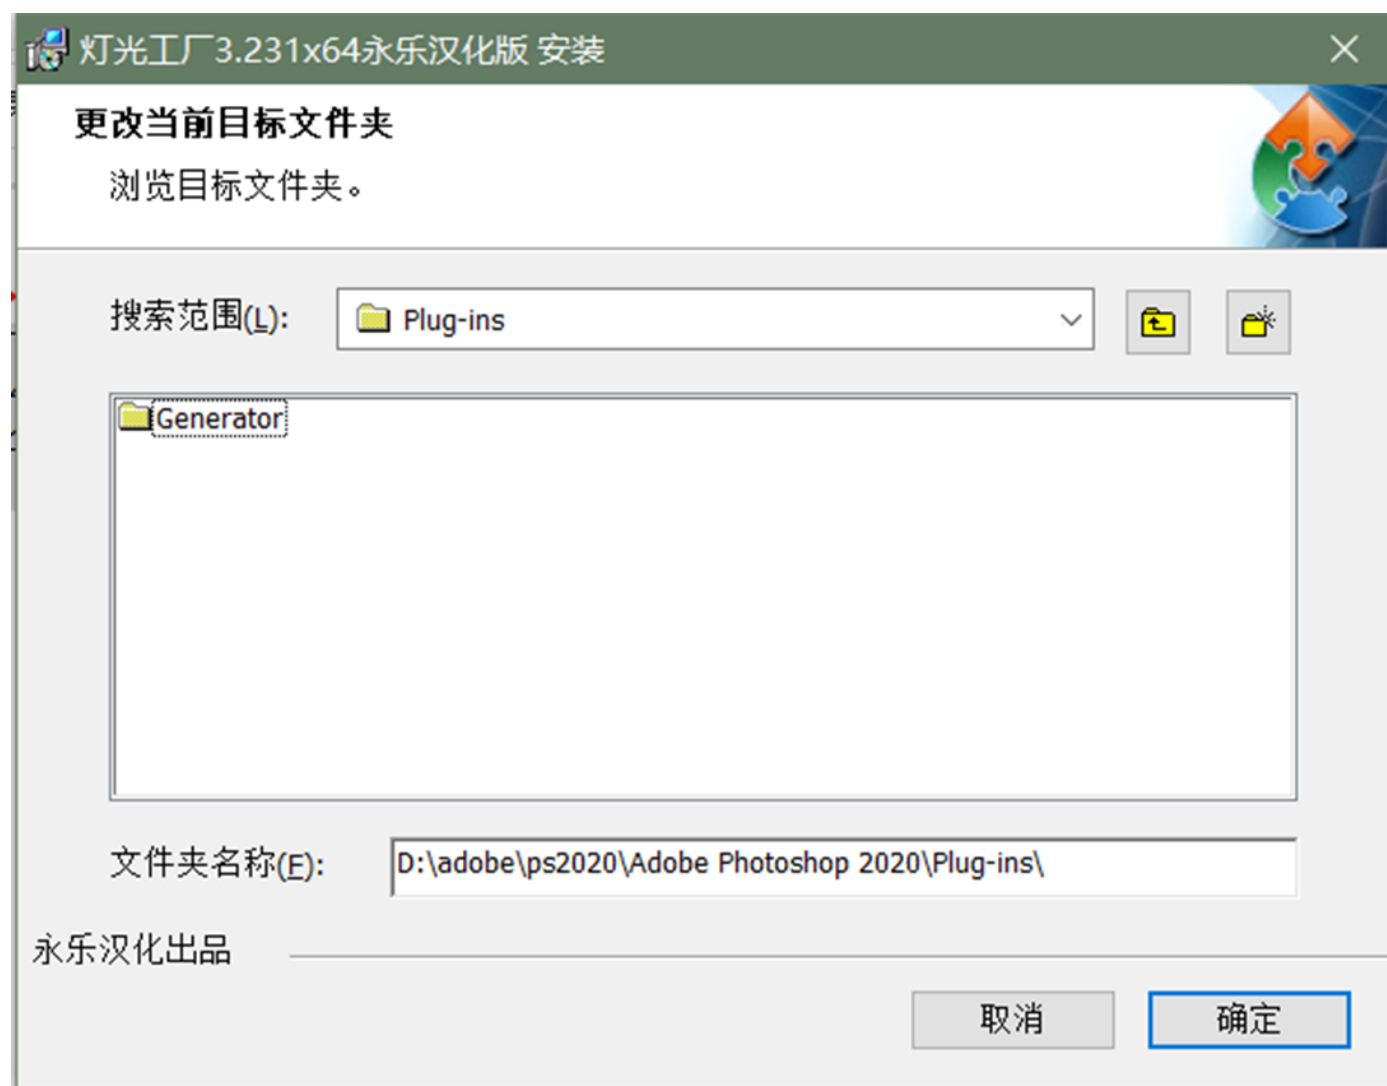 灯光工厂3.231x64永乐汉化版 安装
更改当前目标文件夹
浏览目标文件夹。
搜索范围(L):
Plug-ins
Generator
文件夹名称(F):
D:\adobe\ps2020\Adobe Photoshop 2020\Plug-ins\
永乐汉化出品
取消
确定